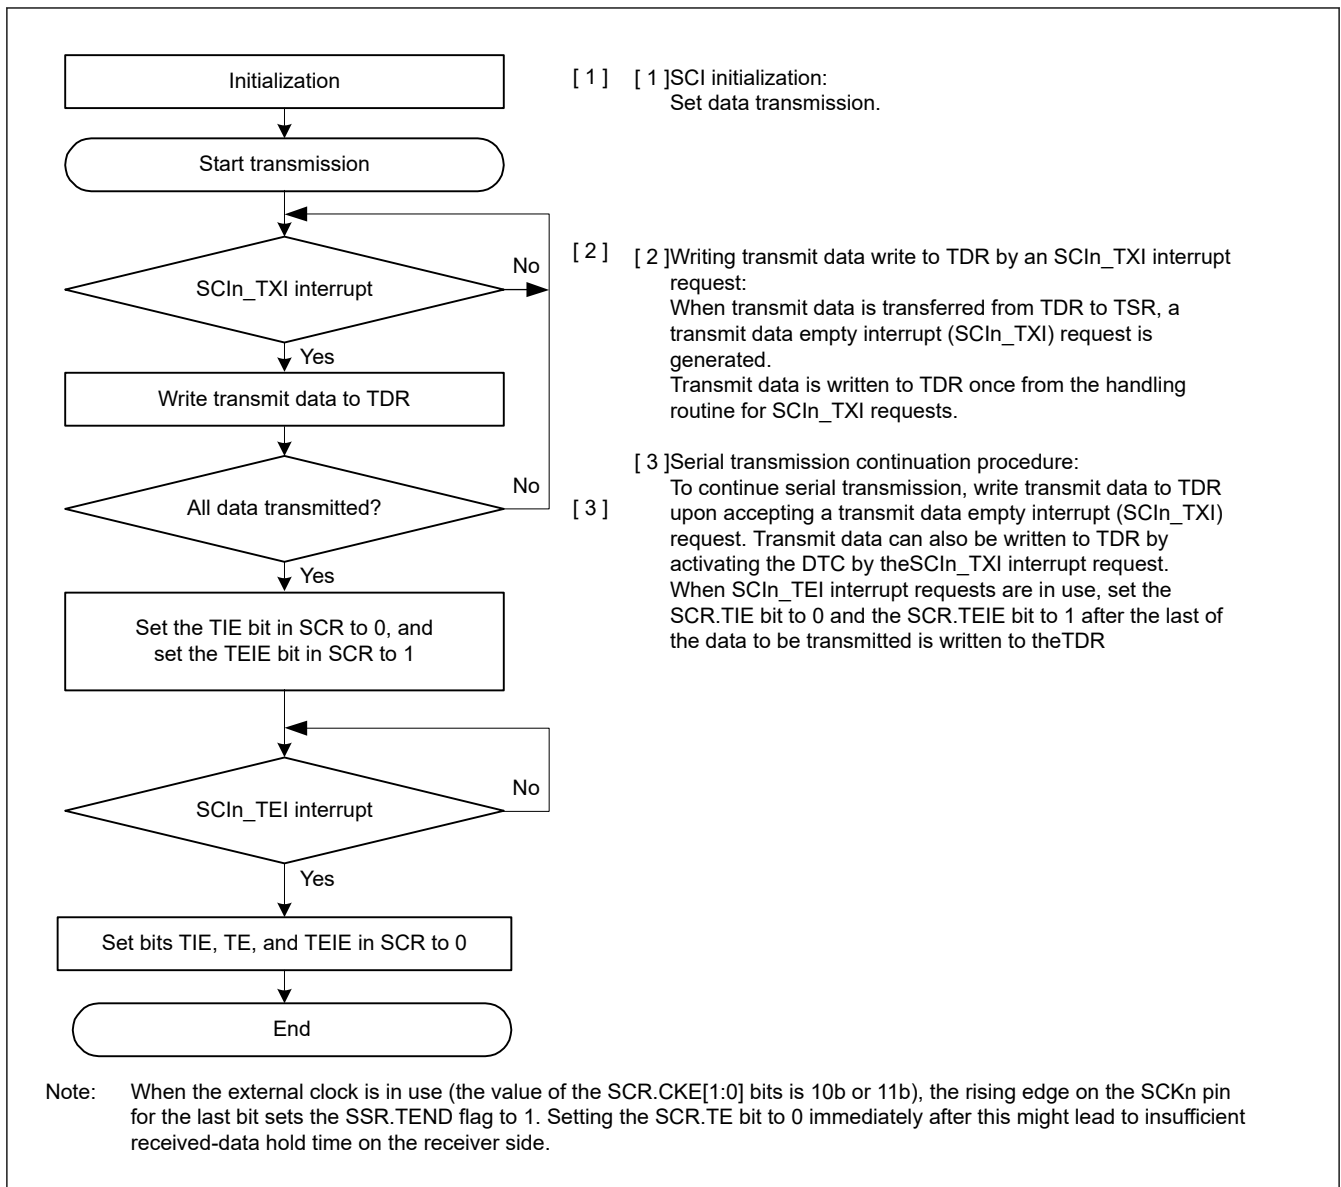 Initialization
[ 1 ]
[ 1 ]SCI initialization:
Set data transmission.
Start transmission
SCIn_TXI interrupt
No
Yes
[ 2 ]
[ 2 ]Writing transmit data write to TDR by an SCIn_TXI interrupt
request:
When transmit data is transferred from TDR to TSR, a
transmit data empty interrupt (SCIn_TXI) request is
generated.
Transmit data is written to TDR once from the handling
routine for SCIn_TXI requests.
Write transmit data to TDR
All data transmitted?
No
Yes
[ 3 ]
[ 3 ]Serial transmission continuation procedure:
To continue serial transmission, write transmit data to TDR
upon accepting a transmit data empty interrupt (SCIn_TXI)
request. Transmit data can also be written to TDR by
activating the DTC by theSCIn_TXI interrupt request.
When SCIn_TEI interrupt requests are in use, set the
SCR.TIE bit to 0 and the SCR.TEIE bit to 1 after the last of
the data to be transmitted is written to theTDR
Set the TIE bit in SCR to 0, and
set the TEIE bit in SCR to 1
SCIn_TEI interrupt
No
Yes
Set bits TIE, TE, and TEIE in SCR to 0
End
Note: When the external clock is in use (the value of the SCR.CKE[1:0] bits is 10b or 11b), the rising edge on the SCKn pin
for the last bit sets the SSR.TEND flag to 1. Setting the SCR.TE bit to 0 immediately after this might lead to insufficient
received-data hold time on the receiver side.